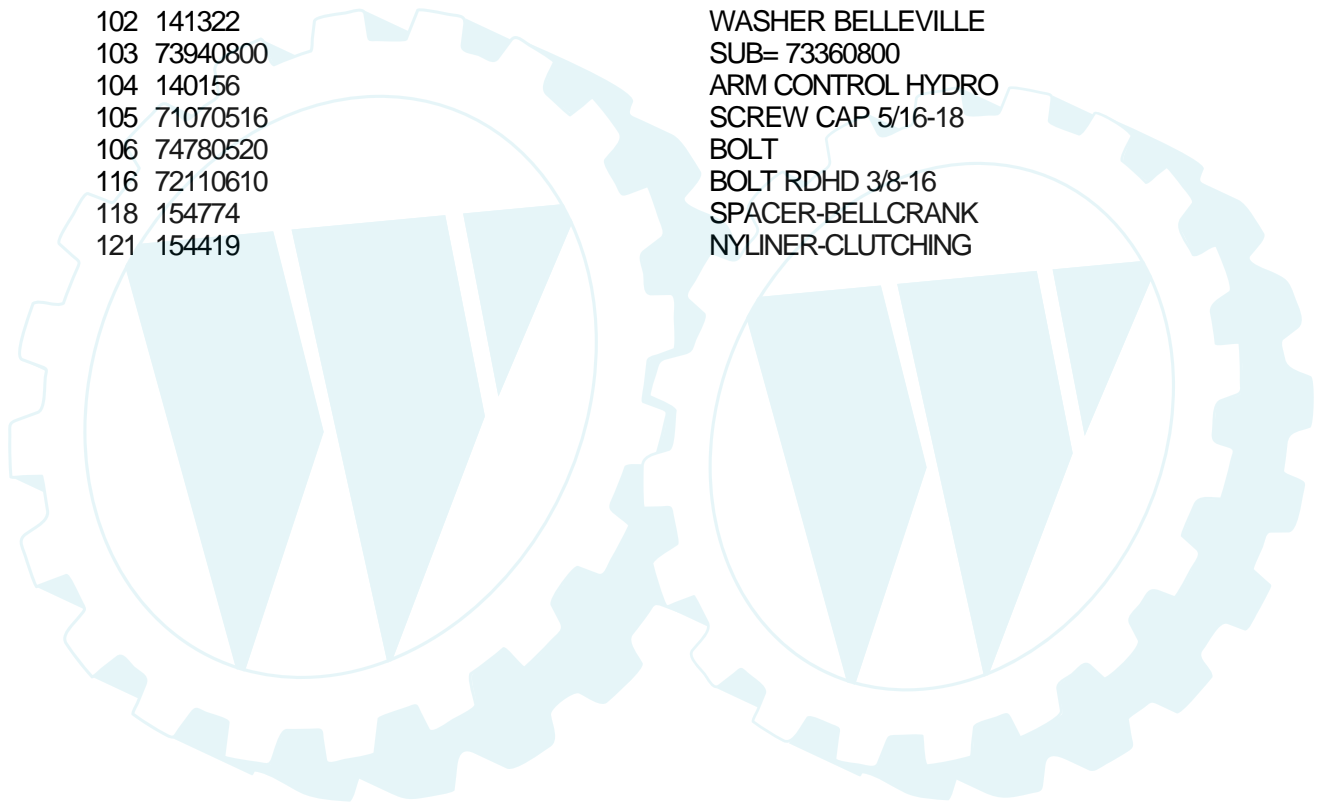 102 141322 WASHER BELLEVILLE
103 73940800 SUB= 73360800
104 140156 ARM CONTROL HYDRO
105 71070516 SCREW CAP 5/16-18
106 74780520 BOLT
116 72110610 BOLT RDHD 3/8-16
118 154774 SPACER-BELLCRANK
121 154419 NYLINER-CLUTCHING